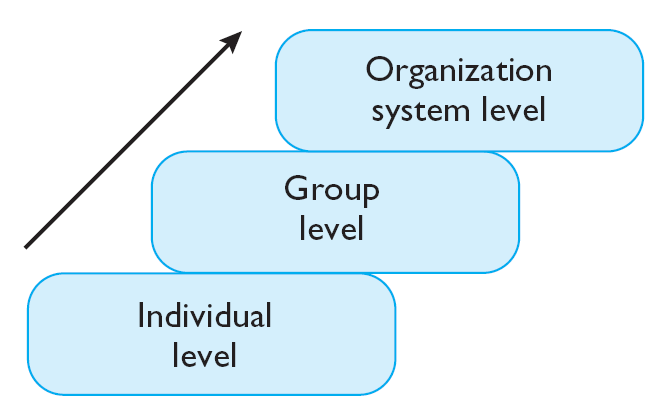 Organization
system level
Group
level
Individual
level